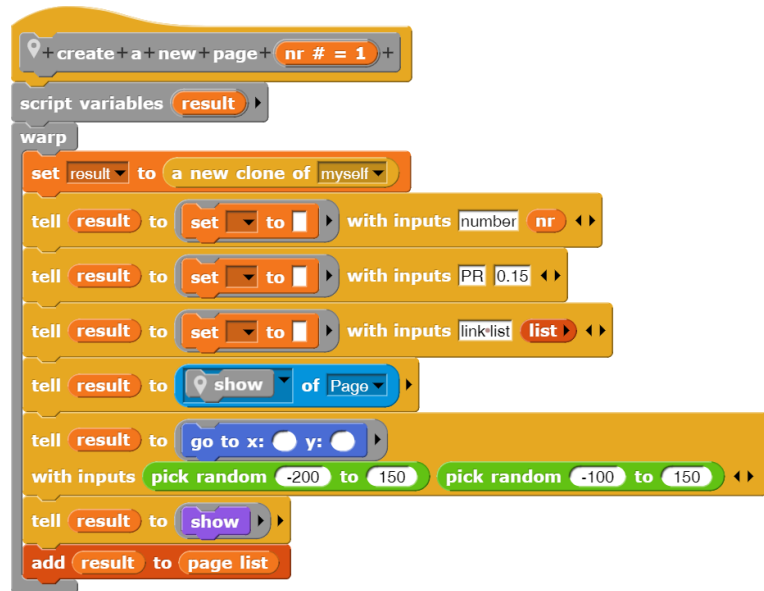 +create+a+new+page+ nr # = 1 +
script variables result
warp
set result to a new clone of myself
tell result to set to with inputs number nr
tell result to set to with inputs PR 0.15
tell result to set to with inputs link list list
tell result to show of Page
tell result to go to x: y:
with inputs pick random -200 to 150 pick random -100 to 150
tell result to show
add result to page list